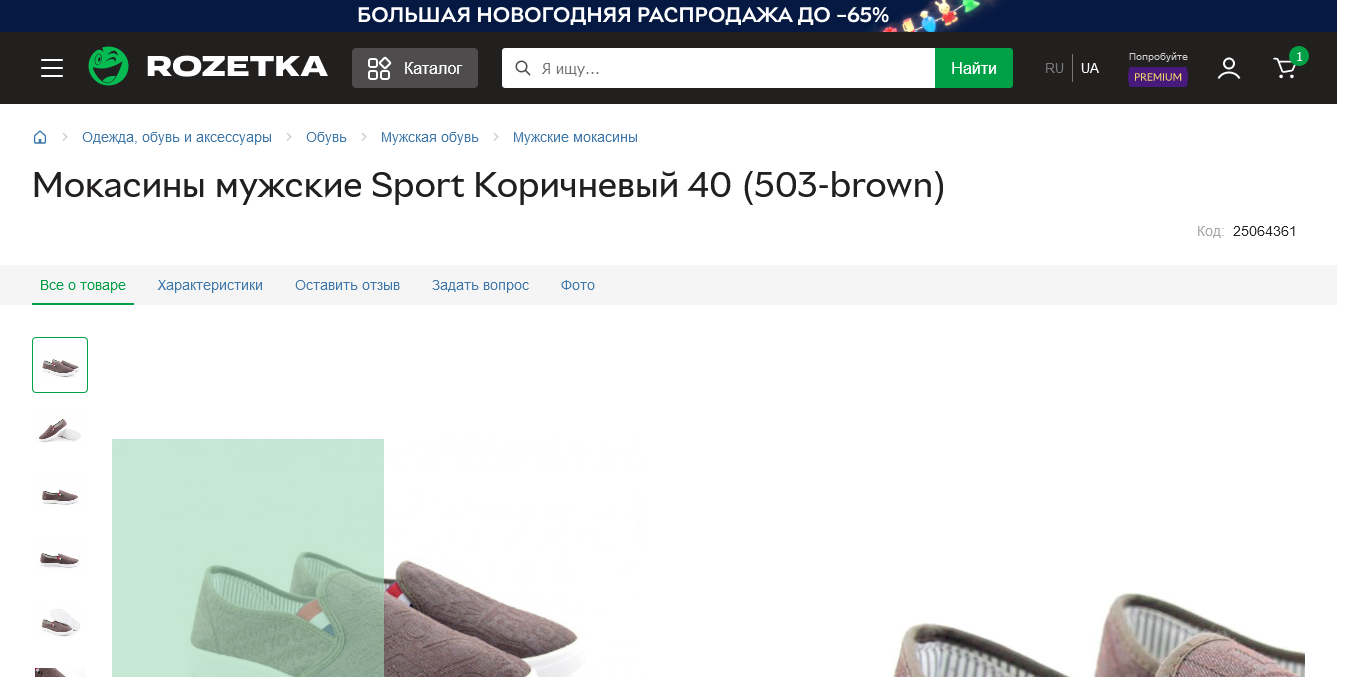 БОЛЬШАЯ НОВОГОДНЯЯ РАСПРОДАЖА ДО −65%
ROZETKA
Каталог
Я ищу...
Найти
RU
UA
Попробуйте
PREMIUM
1
Одежда, обувь и аксессуары
Обувь
Мужская обувь
Мужские мокасины
Мокасины мужские Sport Коричневый 40 (503-brown)
Код: 25064361
Все о товаре
Характеристики
Оставить отзыв
Задать вопрос
Фото